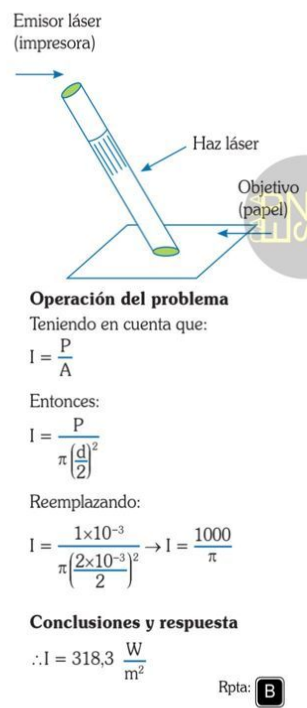 Emisor láser
(impresora)
Haz láser
Objetivo
(papel)
Operación del problema
Teniendo en cuenta que:
I = P/A
Entonces:
I = P/(π(d/2)²)
Reemplazando:
I = 1×10⁻³/(π(2×10⁻³/2)²) → I = 1000/π
Conclusiones y respuesta
∴I = 318,3 W/m²
Rpta: B